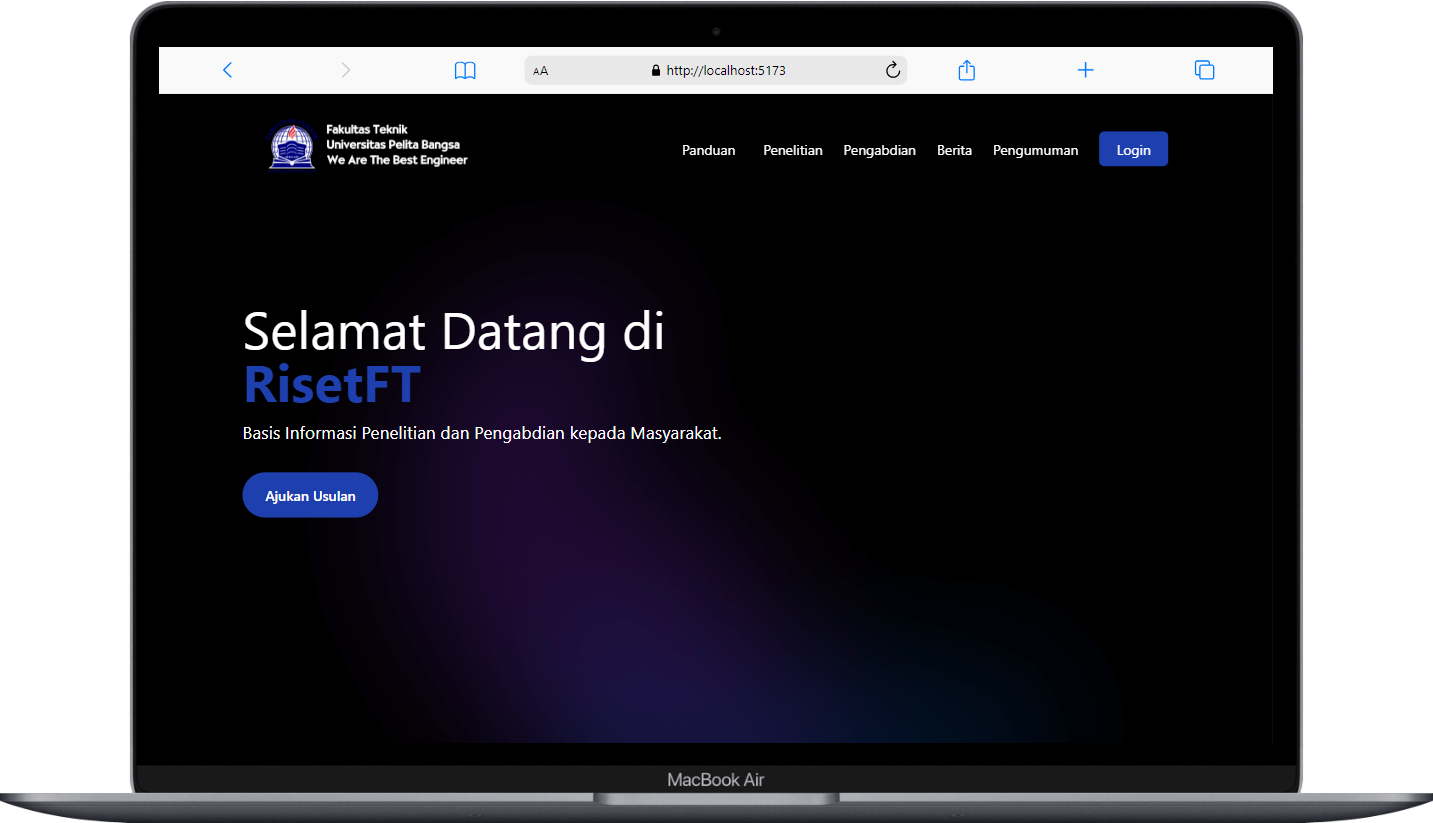 AA
http://localhost:5173
Fakultas Teknik
Universitas Pelita Bangsa
We Are The Best Engineer
Panduan Penelitian Pengabdian Berita Pengumuman Login
Selamat Datang di
RisetFT
Basis Informasi Penelitian dan Pengabdian kepada Masyarakat.
Ajukan Usulan
MacBook Air